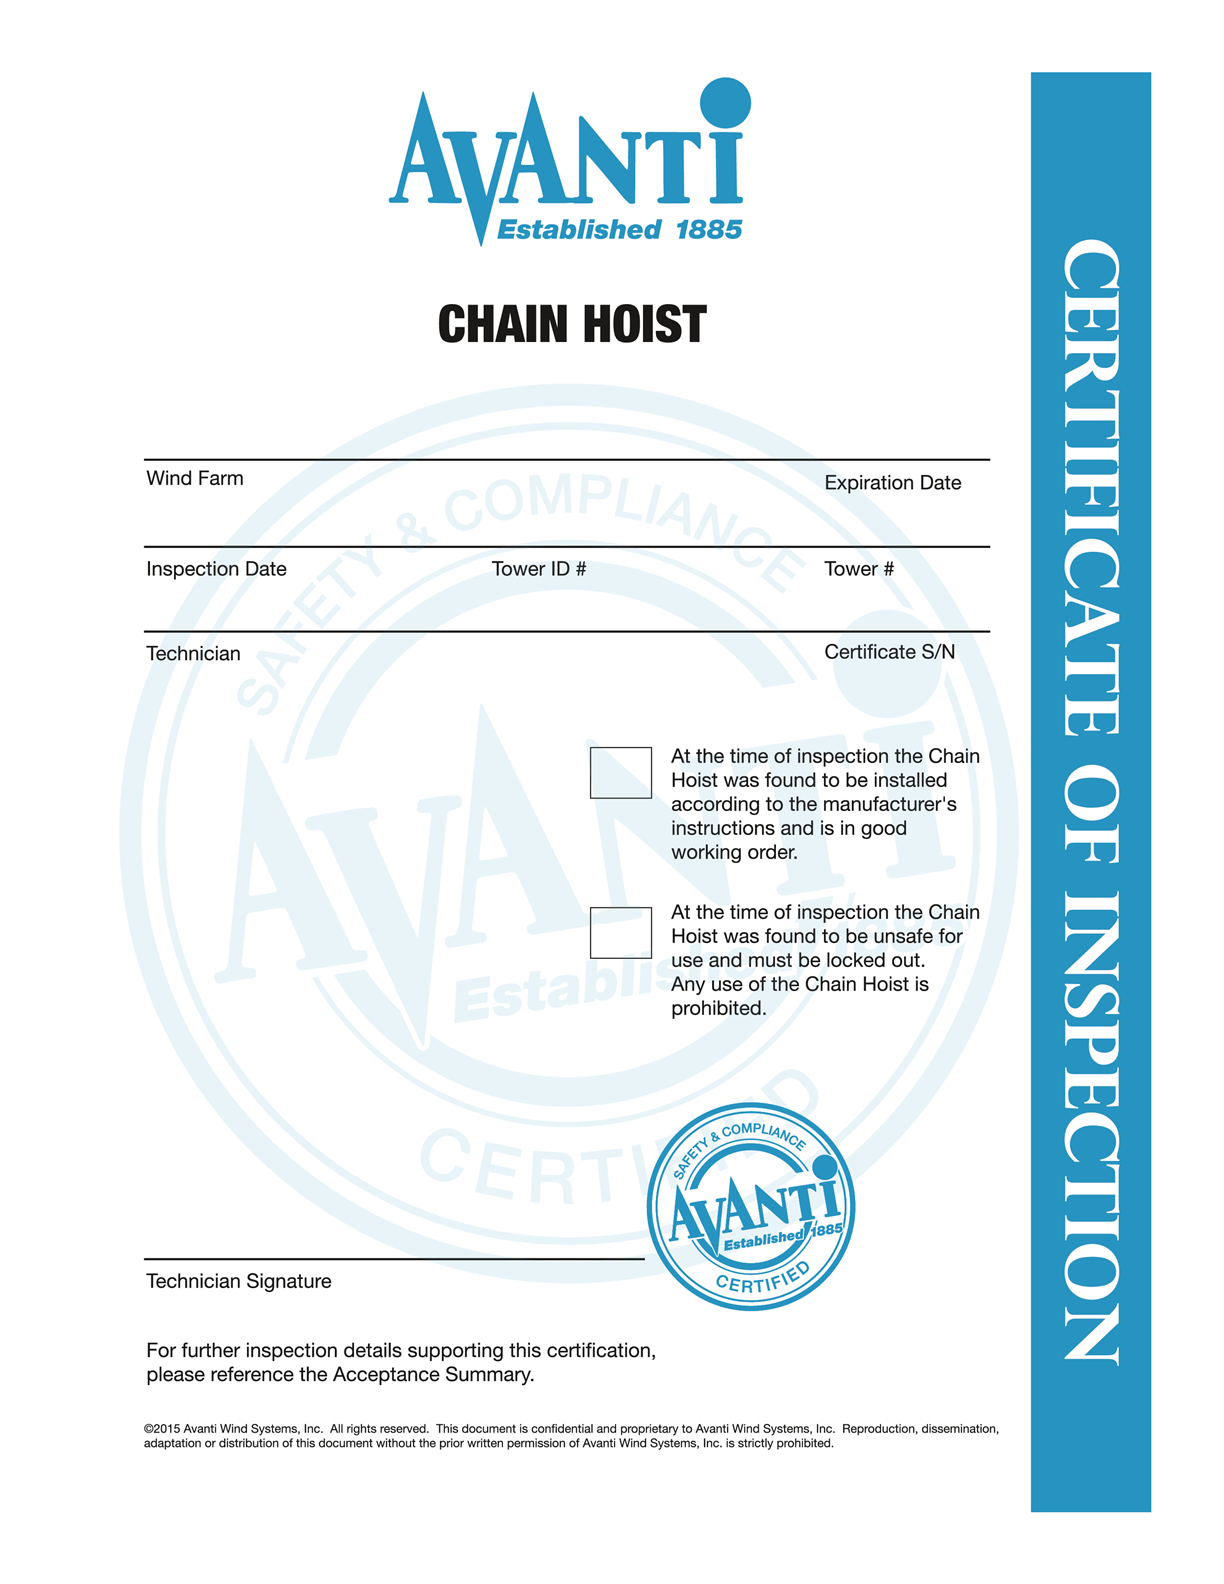 AVANTi
Established 1885
CHAIN HOIST
CERTIFICATE OF INSPECTION
SAFETY & COMPLIANCE
AVANTi
Established 1885
CERTIFIED
Wind Farm
Expiration Date
Inspection Date
Tower ID #
Tower #
Technician
Certificate S/N
At the time of inspection the Chain
Hoist was found to be installed
according to the manufacturer's
instructions and is in good
working order.
At the time of inspection the Chain
Hoist was found to be unsafe for
use and must be locked out.
Any use of the Chain Hoist is
prohibited.
SAFETY & COMPLIANCE
AVANTi
Established 1885
CERTIFIED
Technician Signature
For further inspection details supporting this certification,
please reference the Acceptance Summary.
©2015 Avanti Wind Systems, Inc.  All rights reserved.  This document is confidential and proprietary to Avanti Wind Systems, Inc.  Reproduction, dissemination,
adaptation or distribution of this document without the prior written permission of Avanti Wind Systems, Inc. is strictly prohibited.